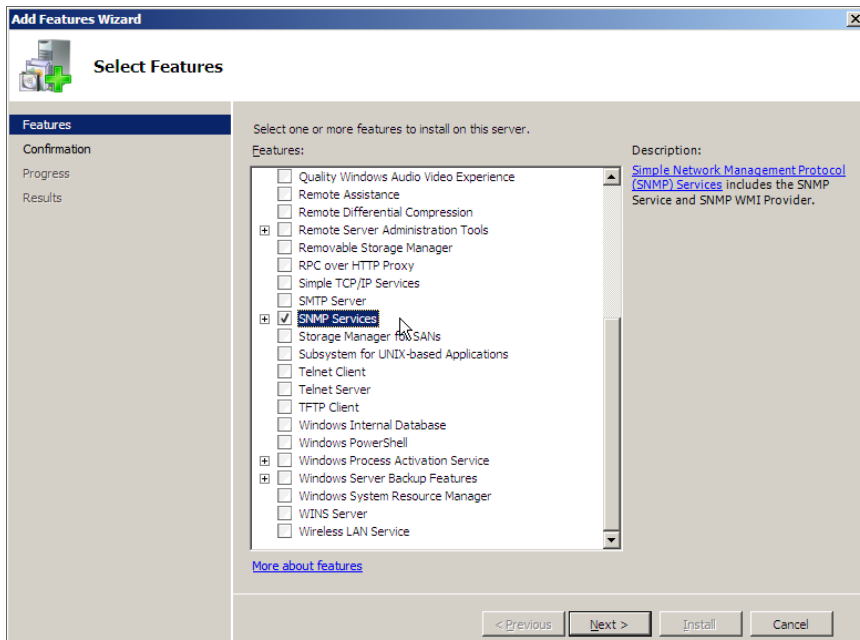 Add Features Wizard
Select Features
Features
Confirmation
Progress
Results
Select one or more features to install on this server.
Features:
Quality Windows Audio Video Experience
Remote Assistance
Remote Differential Compression
Remote Server Administration Tools
Removable Storage Manager
RPC over HTTP Proxy
Simple TCP/IP Services
SMTP Server
SNMP Services
Storage Manager for SANs
Subsystem for UNIX-based Applications
Telnet Client
Telnet Server
TFTP Client
Windows Internal Database
Windows PowerShell
Windows Process Activation Service
Windows Server Backup Features
Windows System Resource Manager
WINS Server
Wireless LAN Service
More about features
Description:
Simple Network Management Protocol
(SNMP) Services includes the SNMP
Service and SNMP WMI Provider.
< Previous
Next >
Install
Cancel